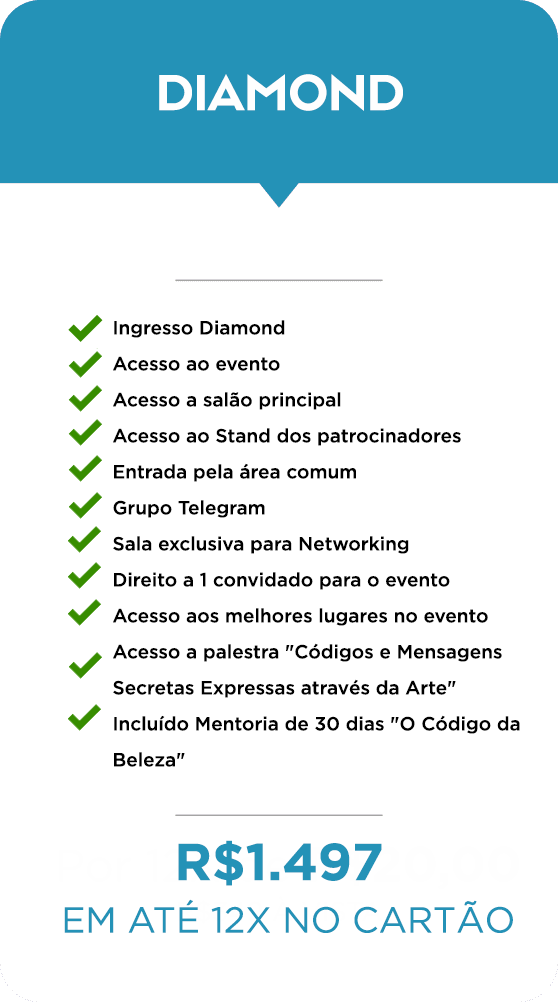 DIAMOND
Ingresso Diamond
Acesso ao evento
Acesso a salão principal
Acesso ao Stand dos patrocinadores
Entrada pela área comum
Grupo Telegram
Sala exclusiva para Networking
Direito a 1 convidado para o evento
Acesso aos melhores lugares no evento
Acesso a palestra "Códigos e Mensagens
Secretas Expressas através da Arte"
Incluído Mentoria de 30 dias "O Código da
Beleza"
R$1.497
EM ATÉ 12X NO CARTÃO